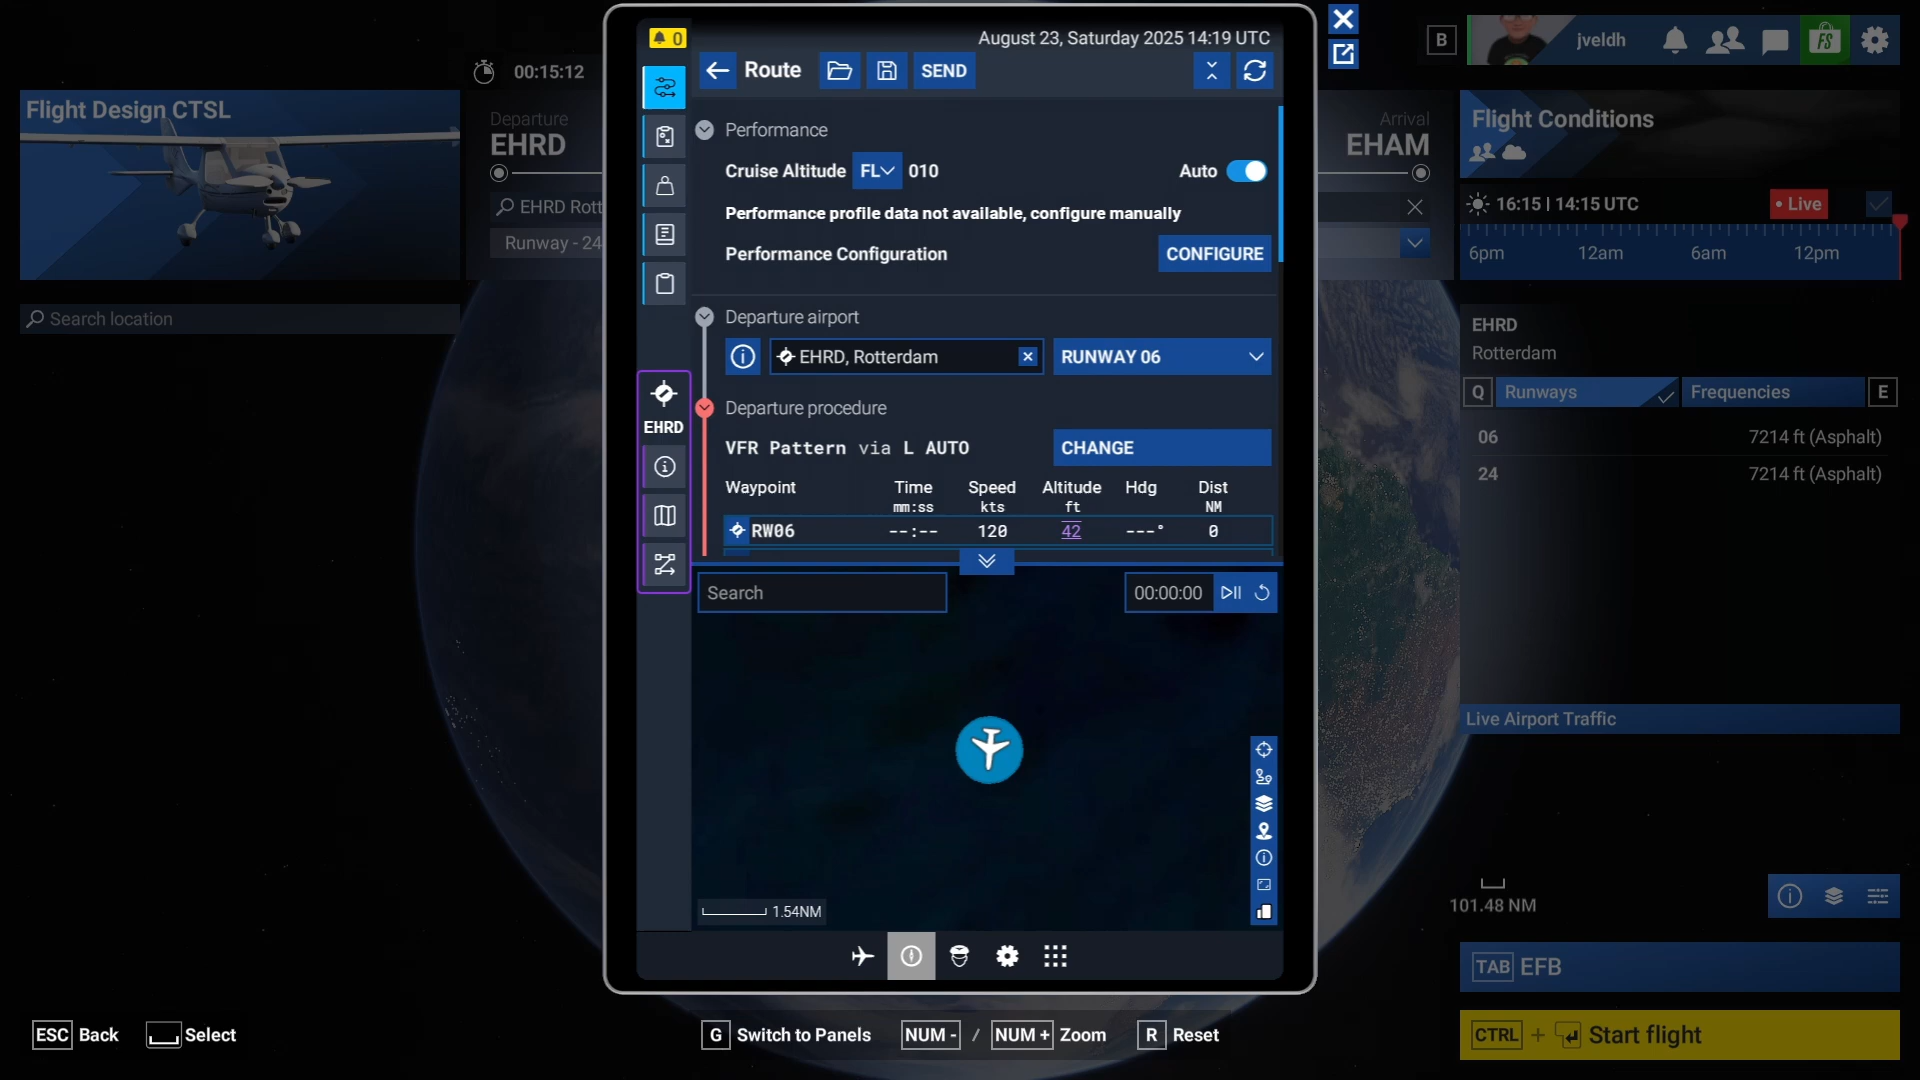 0
August 23, Saturday 2025 14:19 UTC
Route
SEND
B
jveldh
FS
00:15:12
Flight Design CTSL
Departure
EHRD
EHRD Rott
Runway - 24
Search location
Performance
Cruise Altitude FL 010
Auto
Performance profile data not available, configure manually
Performance Configuration
CONFIGURE
Departure airport
EHRD, Rotterdam
RUNWAY 06
Departure procedure
VFR Pattern via L AUTO
CHANGE
Waypoint Time Speed Altitude Hdg Dist
mm:ss kts ft NM
RW06 --:-- 120 42 ---° 0
EHRD
Search
00:00:00
1.54NM
Arrival
EHAM
Flight Conditions
16:15 | 14:15 UTC
• Live
6pm 12am 6am 12pm
EHRD
Rotterdam
Q Runways Frequencies E
06 7214 ft (Asphalt)
24 7214 ft (Asphalt)
Live Airport Traffic
101.48 NM
TAB EFB
CTRL + Start flight
ESC Back
Select
G Switch to Panels
NUM - / NUM + Zoom
R Reset